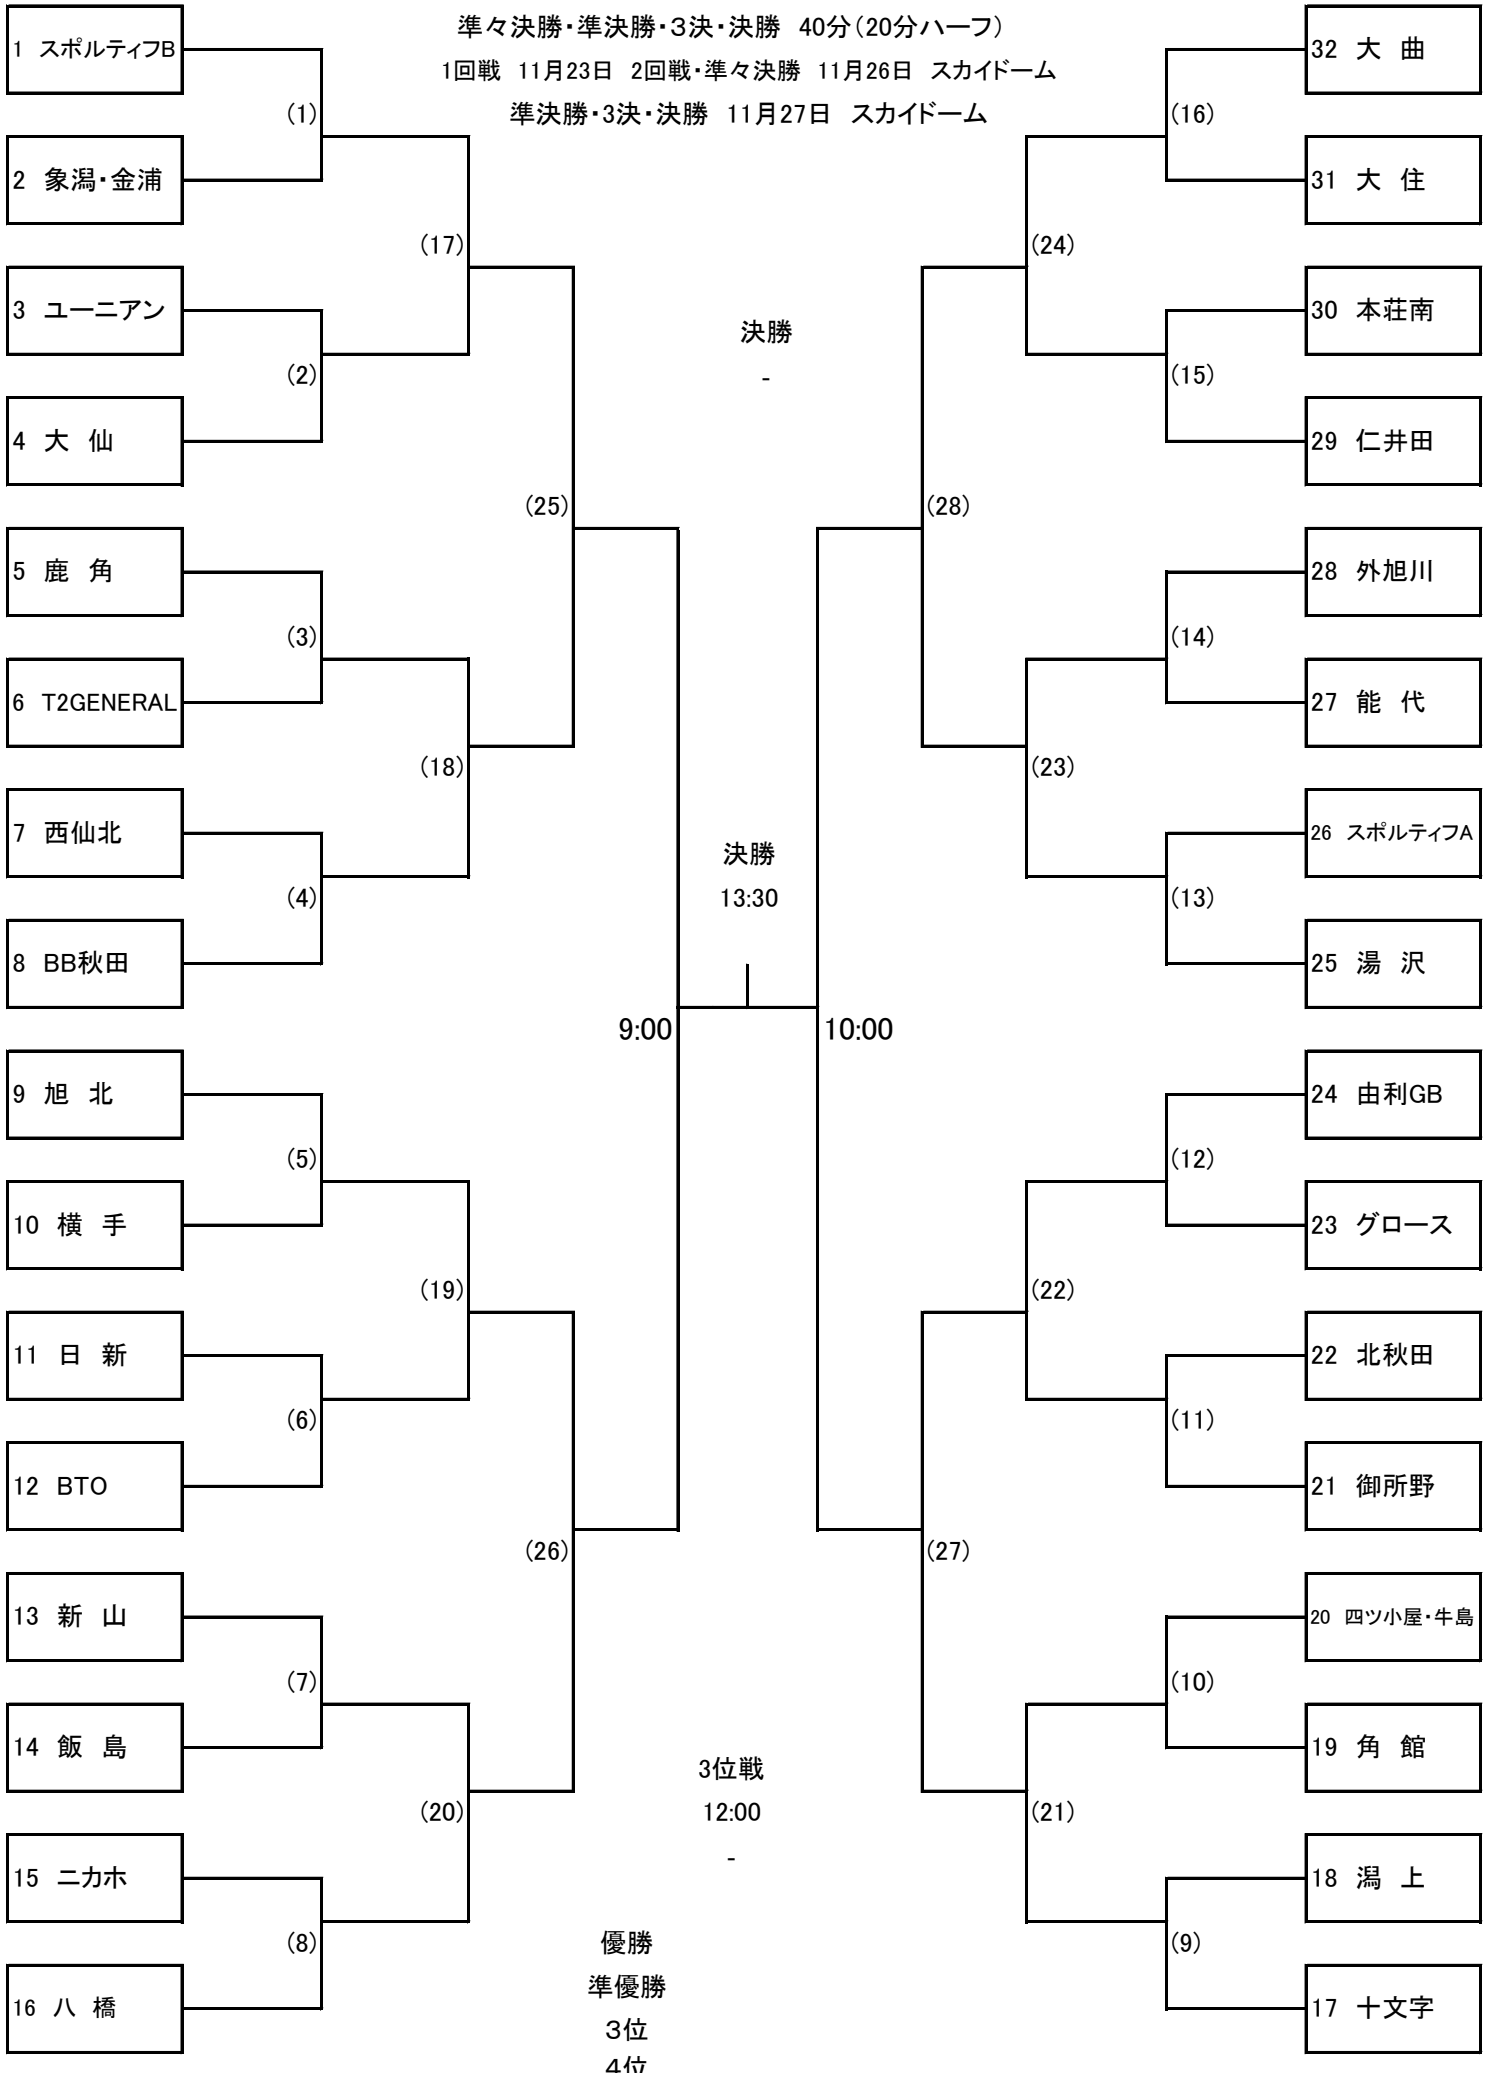 準々決勝・準決勝・3決・決勝 40分(20分ハーフ)
1回戦 11月23日 2回戦・準々決勝 11月26日 スカイドーム
準決勝・3決・決勝 11月27日 スカイドーム
1 スポルティフB
(1)
2 象潟・金浦
(17)
3 ユーニアン
(2)
4 大 仙
(25)
5 鹿 角
(3)
6 T2GENERAL
(18)
7 西仙北
(4)
8 BB秋田
9 旭 北
(5)
10 横 手
(19)
11 日 新
(6)
12 BTO
(26)
13 新 山
(7)
14 飯 島
(20)
15 ニカホ
(8)
16 八 橋
決勝
-
決勝
13:30
9:00
10:00
3位戦
12:00
-
優勝
準優勝
3位
4位
32 大 曲
(16)
31 大 住
(24)
30 本荘南
(15)
29 仁井田
(28)
28 外旭川
(14)
27 能 代
(23)
26 スポルティフA
(13)
25 湯 沢
24 由利GB
(12)
23 グロース
(22)
22 北秋田
(11)
21 御所野
(27)
20 四ツ小屋・牛島
(10)
19 角 館
(21)
18 潟 上
(9)
17 十文字